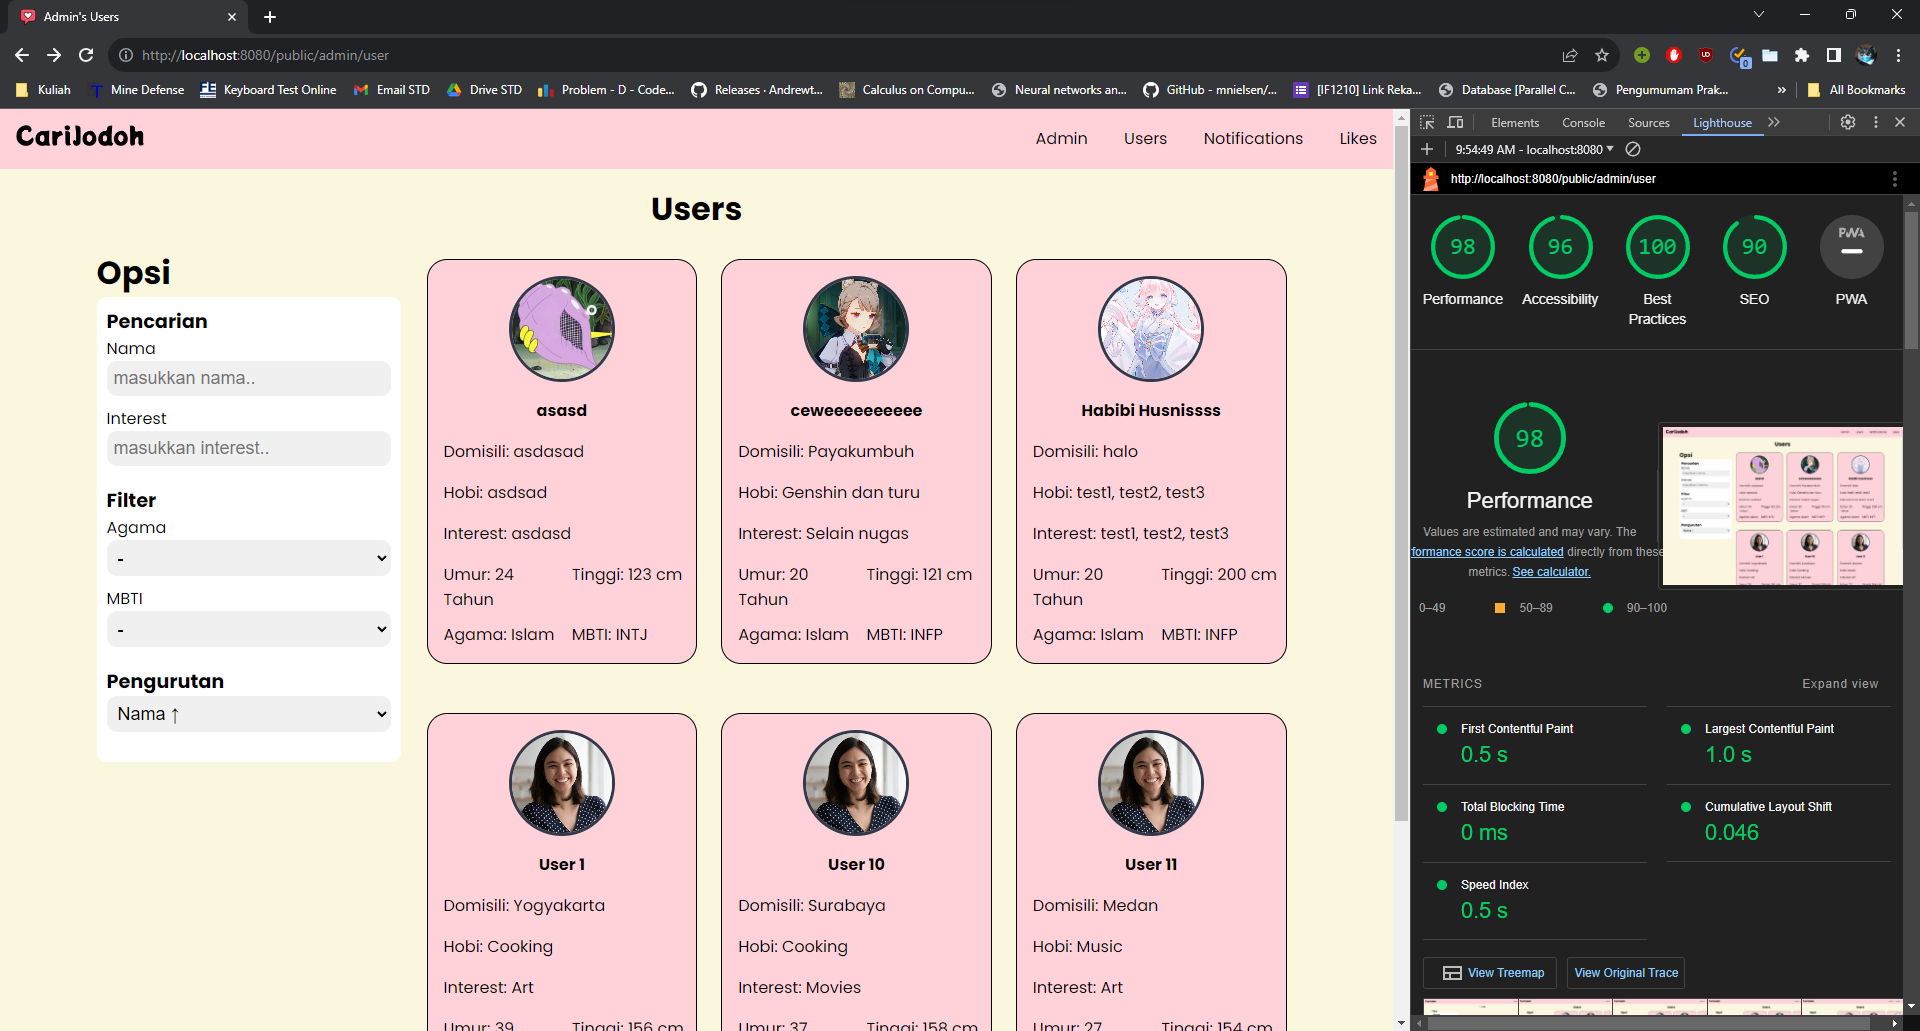 Admin's Users
http://localhost:8080/public/admin/user
0
Kuliah
Mine Defense
Keyboard Test Online
Email STD
Drive STD
Problem - D - Code...
Releases · Andrewt...
Calculus on Compu...
Neural networks an...
GitHub - mnielsen/...
[IF1210] Link Reka...
Database [Parallel C...
Pengumumam Prak...
»
All Bookmarks
CariJodoh
Admin
Users
Notifications
Likes
Users
Opsi
Pencarian
Nama
masukkan nama..
Interest
masukkan interest..
Filter
Agama
-
MBTI
-
Pengurutan
Nama ↑
asasd
Domisili: asdasad
Hobi: asdsad
Interest: asdasd
Umur: 24 Tinggi: 123 cm
Tahun
Agama: Islam MBTI: INTJ
ceweeeeeeeeee
Domisili: Payakumbuh
Hobi: Genshin dan turu
Interest: Selain nugas
Umur: 20 Tinggi: 121 cm
Tahun
Agama: Islam MBTI: INFP
Habibi Husnissss
Domisili: halo
Hobi: test1, test2, test3
Interest: test1, test2, test3
Umur: 20 Tinggi: 200 cm
Tahun
Agama: Islam MBTI: INFP
User 1
Domisili: Yogyakarta
Hobi: Cooking
Interest: Art
Umur: 39 Tinggi: 156 cm
User 10
Domisili: Surabaya
Hobi: Cooking
Interest: Movies
Umur: 37 Tinggi: 158 cm
User 11
Domisili: Medan
Hobi: Music
Interest: Art
Umur: 27 Tinggi: 154 cm
Elements
Console
Sources
Lighthouse
9:54:49 AM - localhost:8080
http://localhost:8080/public/admin/user
98
Performance
96
Accessibility
100
Best
Practices
90
SEO
PWA
PWA
98
Performance
Values are estimated and may vary. The
formance score is calculated directly from these
metrics. See calculator.
0–49
50–89
90–100
CariJodoh
Users
Opsi
METRICS
Expand view
First Contentful Paint
0.5 s
Largest Contentful Paint
1.0 s
Total Blocking Time
0 ms
Cumulative Layout Shift
0.046
Speed Index
0.5 s
View Treemap
View Original Trace